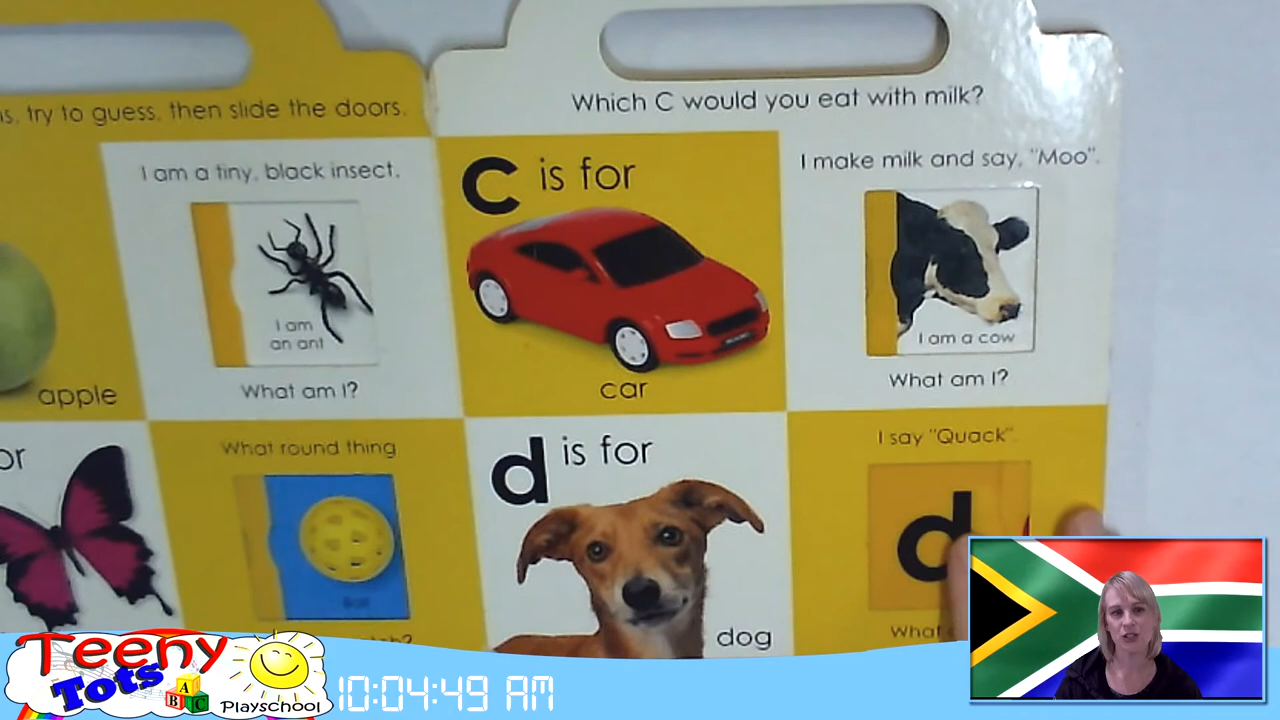 try to guess, then slide the doors.
I am a tiny, black insect.
I am
an ant
What am I?
apple
What round thing
Which C would you eat with milk?
c is for
car
I make milk and say, "Moo".
I am a cow
What am I?
d is for
dog
I say "Quack".
d
What
Teeny
Tots
A
B C
Playschool
10:04:49 AM